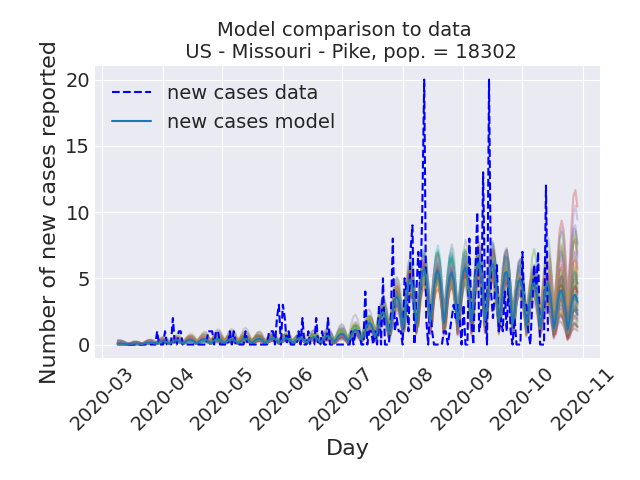 Model comparison to data
US - Missouri - Pike, pop. = 18302
Number of new cases reported
20
15
10
5
0
new cases data
new cases model
2020-03
2020-04
2020-05
2020-06
2020-07
2020-08
2020-09
2020-10
2020-11
Day